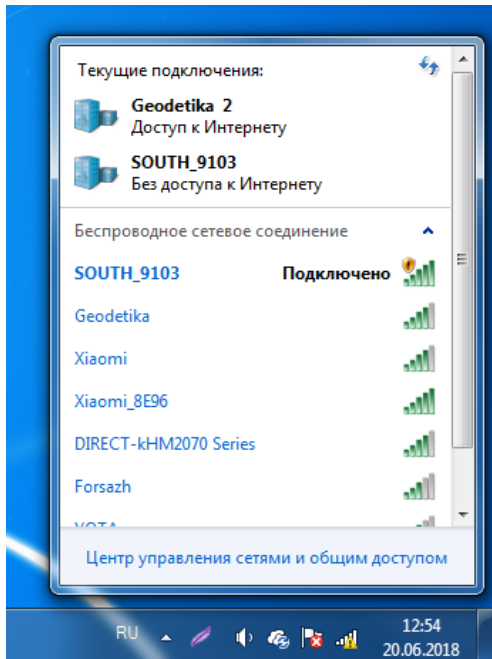 Текущие подключения:
Geodetika 2
Доступ к Интернету
SOUTH_9103
Без доступа к Интернету
Беспроводное сетевое соединение
SOUTH_9103 Подключено
Geodetika
Xiaomi
Xiaomi_8E96
DIRECT-kHM2070 Series
Forsazh
YOTA
Центр управления сетями и общим доступом
RU
12:54
20.06.2018